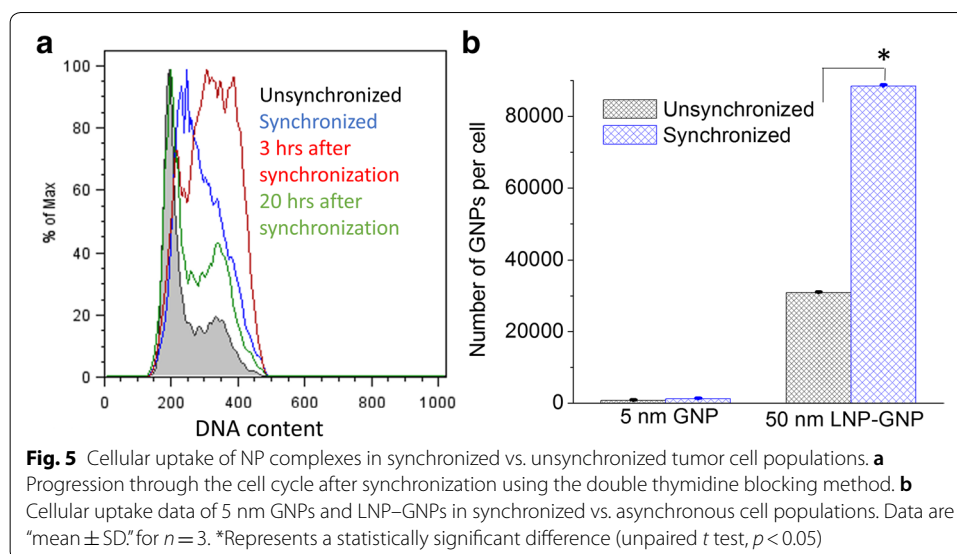 a
100
80
60
40
20
0
% of Max
0 200 400 600 800 1000
DNA content
Unsynchronized
Synchronized
3 hrs after
synchronization
20 hrs after
synchronization
b
*
Unsynchronized
Synchronized
80000
60000
40000
20000
0
Number of GNPs per cell
5 nm GNP 50 nm LNP-GNP
Fig. 5 Cellular uptake of NP complexes in synchronized vs. unsynchronized tumor cell populations. a
Progression through the cell cycle after synchronization using the double thymidine blocking method. b
Cellular uptake data of 5 nm GNPs and LNP–GNPs in synchronized vs. asynchronous cell populations. Data are
“mean ± SD.” for n = 3. *Represents a statistically significant difference (unpaired t test, p < 0.05)